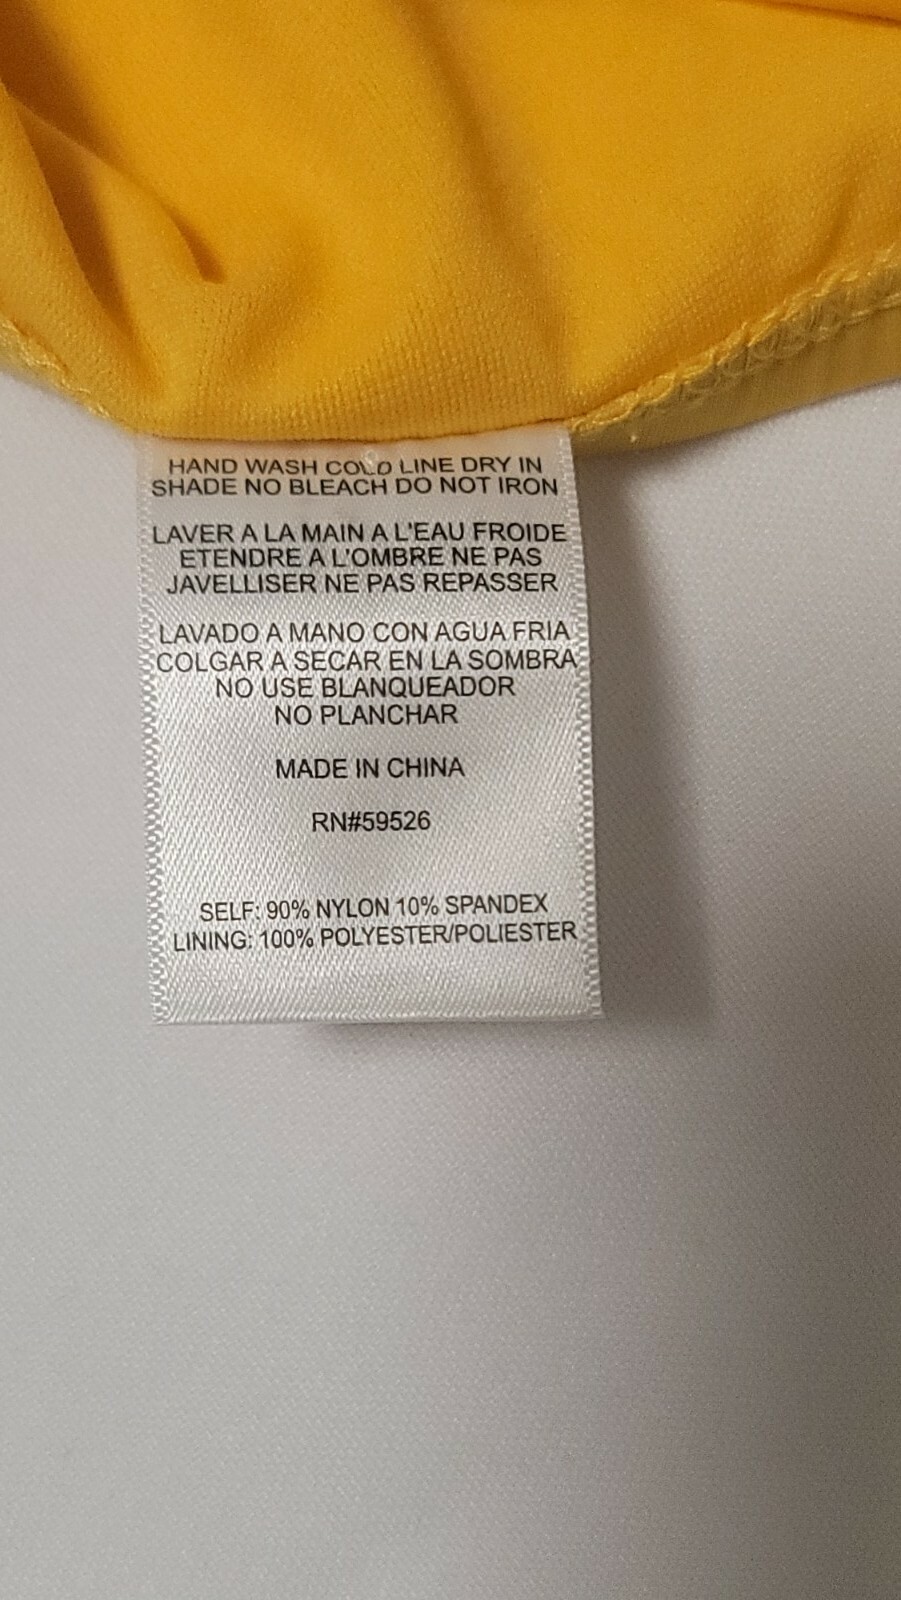 HAND WASH COLD LINE DRY IN
SHADE NO BLEACH DO NOT IRON
LAVER A LA MAIN A L'EAU FROIDE
ETENDRE A L'OMBRE NE PAS
JAVELLISER NE PAS REPASSER
LAVADO A MANO CON AGUA FRIA
COLGAR A SECAR EN LA SOMBRA
NO USE BLANQUEADOR
NO PLANCHAR
MADE IN CHINA
RN#59526
SELF: 90% NYLON 10% SPANDEX
LINING: 100% POLYESTER/POLIESTER